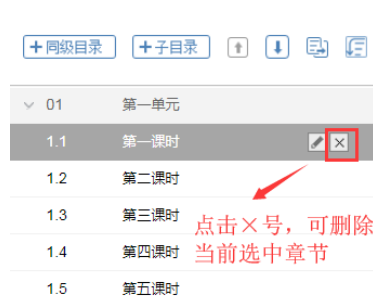 +同级目录 +子目录
01 第一单元
1.1 第一课时
1.2 第二课时
1.3 第三课时
点击×号，可删除
1.4 第四课时
当前选中章节
1.5 第五课时